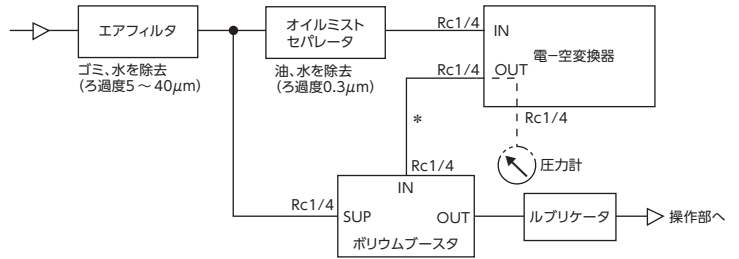 エアフィルタ
ゴミ、水を除去
（ろ過度5 ～ 40μm）
オイルミスト
セパレータ
油、水を除去
（ろ過度0.3μm）
Rc1/4
IN
電−空変換器
Rc1/4
OUT
Rc1/4
圧力計
*
Rc1/4
IN
Rc1/4
SUP
OUT
ボリウムブースタ
ルブリケータ
操作部へ